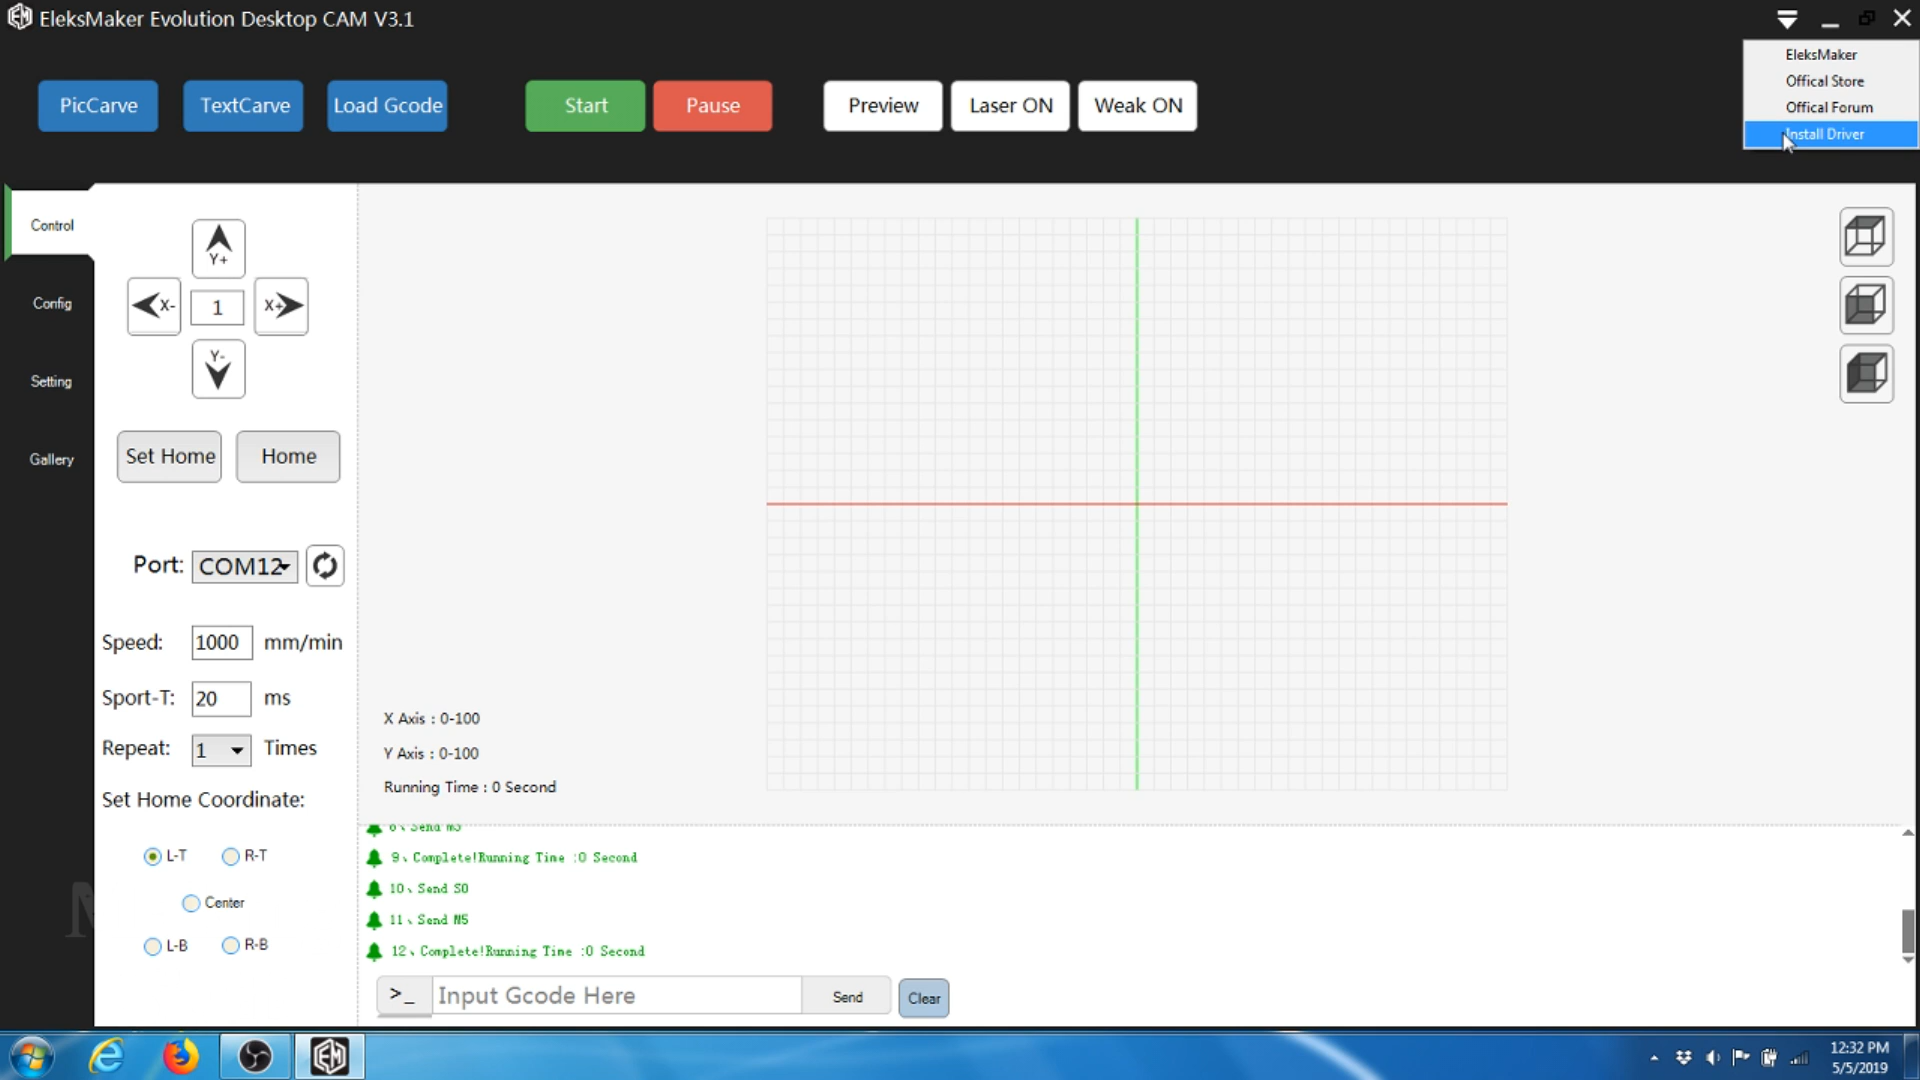 EleksMaker Evolution Desktop CAM V3.1
EleksMaker
Offical Store
Offical Forum
Install Driver
PicCarve
TextCarve
Load Gcode
Start
Pause
Preview
Laser ON
Weak ON
Control
Config
Setting
Gallery
Y+
X-
1
X+
Y-
Set Home
Home
Port:
COM12
Speed:
1000
mm/min
Sport-T:
20
ms
Repeat:
1
Times
Set Home Coordinate:
L-T
R-T
Center
L-B
R-B
X Axis : 0-100
Y Axis : 0-100
Running Time : 0 Second
9、Complete!Running Time :0 Second
10、Send S0
11、Send M5
12、Complete!Running Time :0 Second
>_
Input Gcode Here
Send
Clear
12:32 PM
5/5/2019